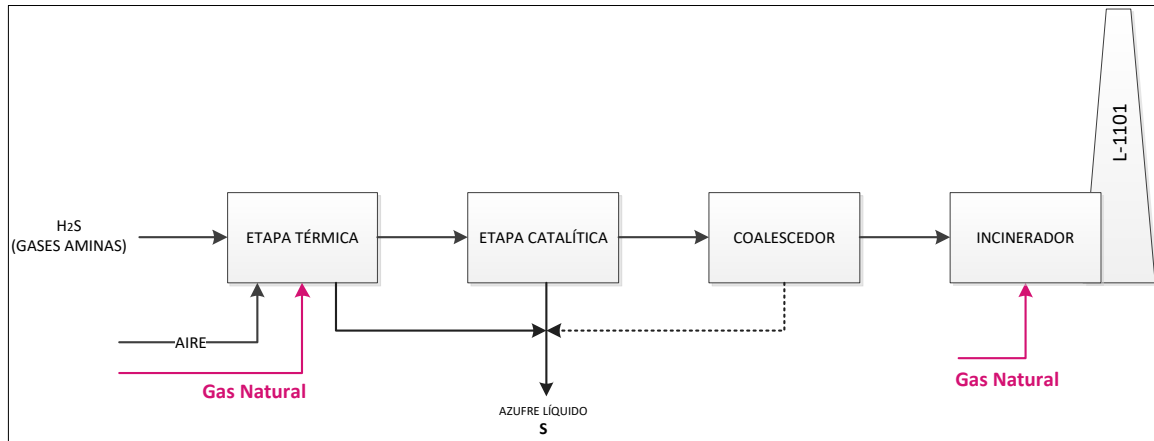 L-1101
H2S
(GASES AMINAS)
ETAPA TÉRMICA
ETAPA CATALÍTICA
COALESCEDOR
INCINERADOR
AIRE
Gas Natural
Gas Natural
AZUFRE LÍQUIDO
S